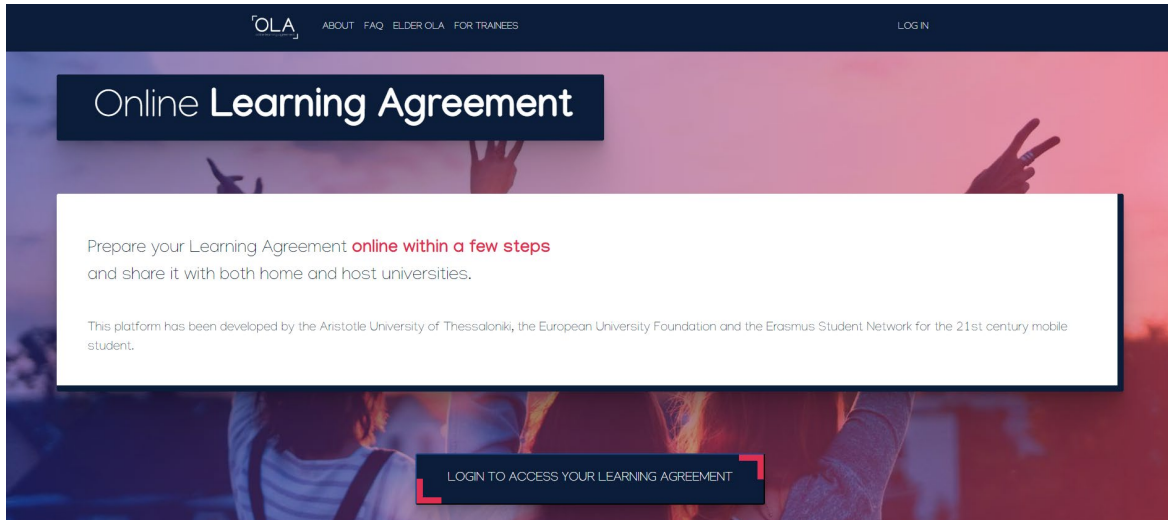 OLA
ABOUT FAQ ELDER OLA FOR TRAINEES
LOG IN
Online Learning Agreement
Prepare your Learning Agreement online within a few steps
and share it with both home and host universities.
This platform has been developed by the Aristotle University of Thessaloniki, the European University Foundation and the Erasmus Student Network for the 21st century mobile
student.
LOGIN TO ACCESS YOUR LEARNING AGREEMENT